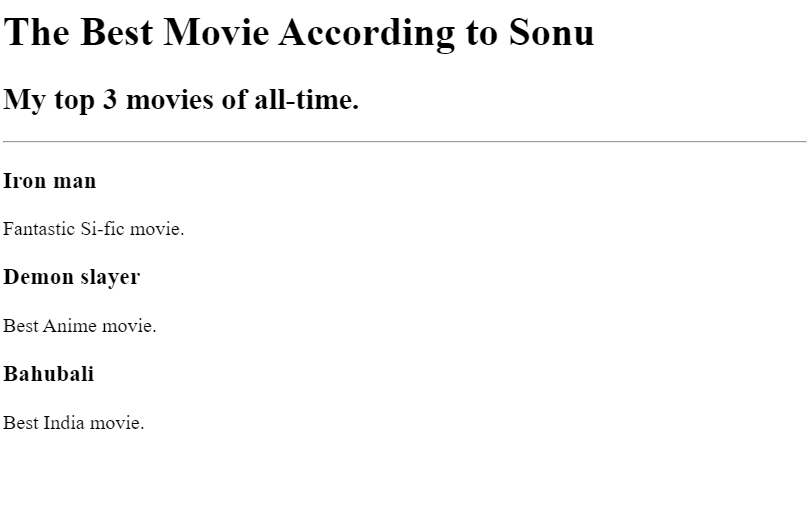 The Best Movie According to Sonu
My top 3 movies of all-time.
Iron man
Fantastic Si-fic movie.
Demon slayer
Best Anime movie.
Bahubali
Best India movie.